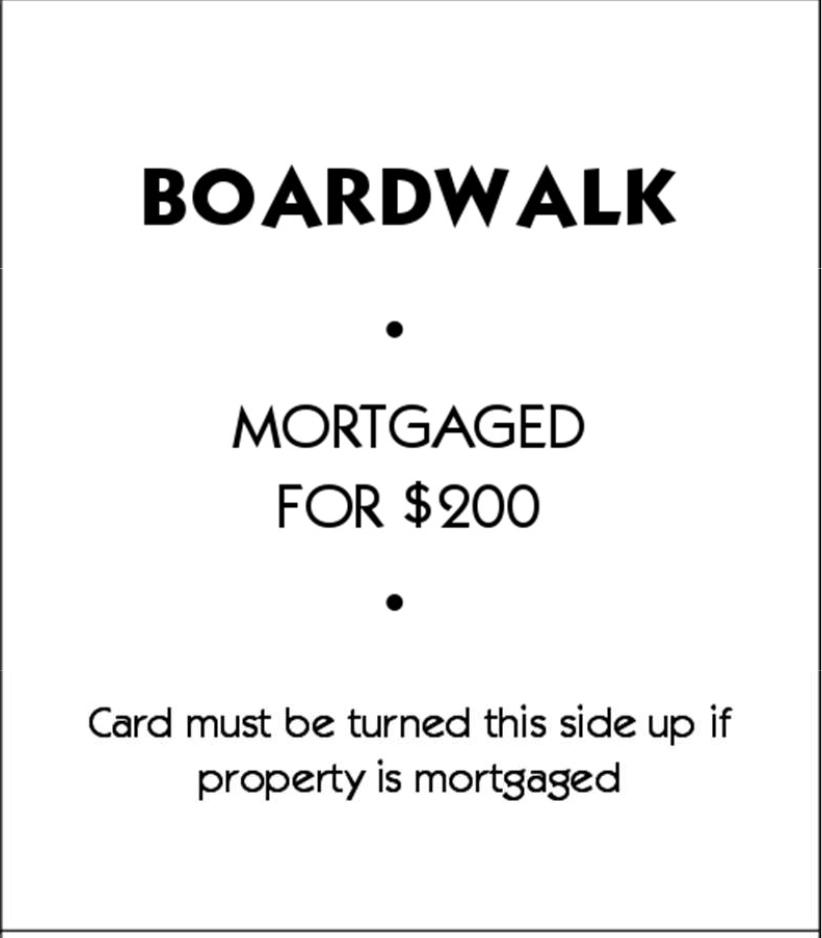 BOARDWALK
•
MORTGAGED
FOR $200
•
Card must be turned this side up if
property is mortgaged